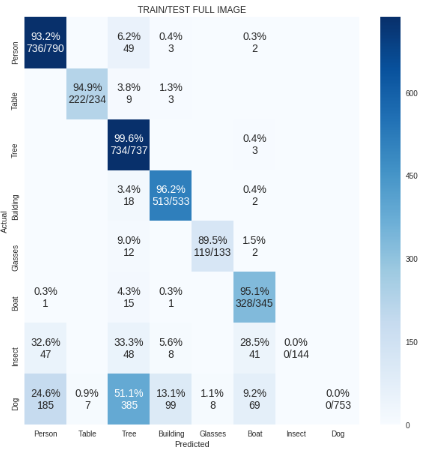 TRAIN/TEST FULL IMAGE
Actual
Person
93.2% 6.2% 0.4% 0.3%
736/790 49 3 2
Table
94.9% 3.8% 1.3%
222/234 9 3
Tree
99.6% 0.4%
734/737 3
Building
3.4% 96.2% 0.4%
18 513/533 2
Glasses
9.0% 89.5% 1.5%
12 119/133 2
Boat
0.3% 4.3% 0.3% 95.1%
1 15 1 328/345
Insect
32.6% 33.3% 5.6% 28.5% 0.0%
47 48 8 41 0/144
Dog
24.6% 0.9% 51.1% 13.1% 1.1% 9.2% 0.0%
185 7 385 99 8 69 0/753
Person Table Tree Building Glasses Boat Insect Dog
Predicted
600
450
300
150
0